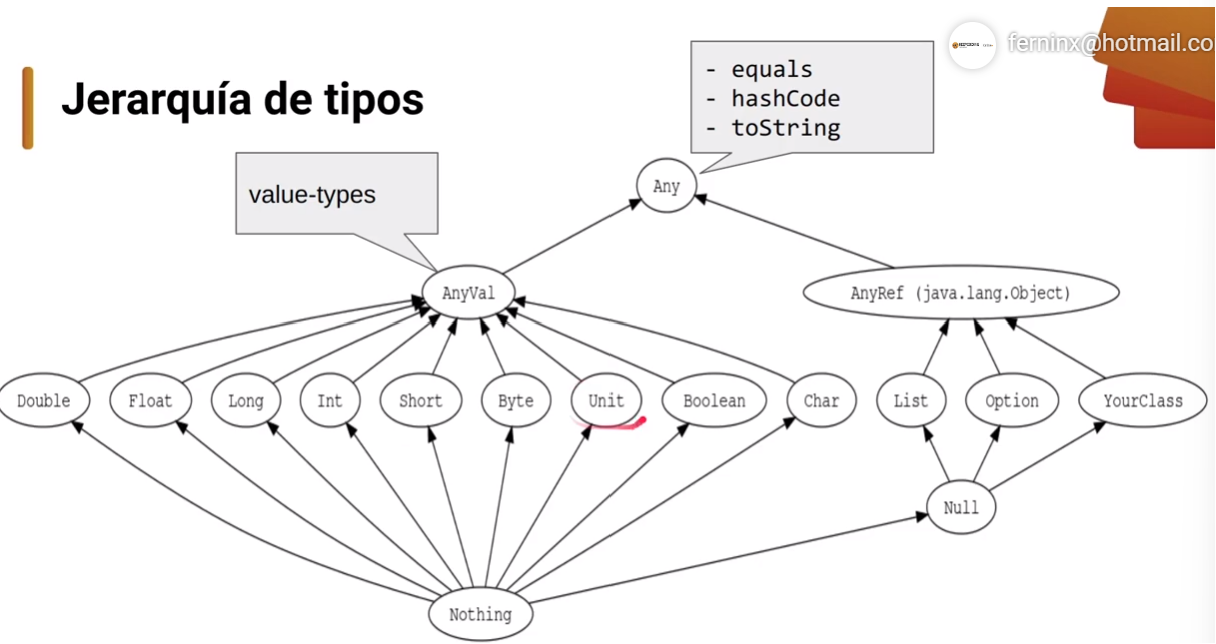 ferninx@hotmail.co
Jerarquía de tipos
- equals
- hashCode
- toString
value-types
Any
AnyVal
AnyRef (java.lang.Object)
Double
Float
Long
Int
Short
Byte
Unit
Boolean
Char
List
Option
YourClass
Null
Nothing